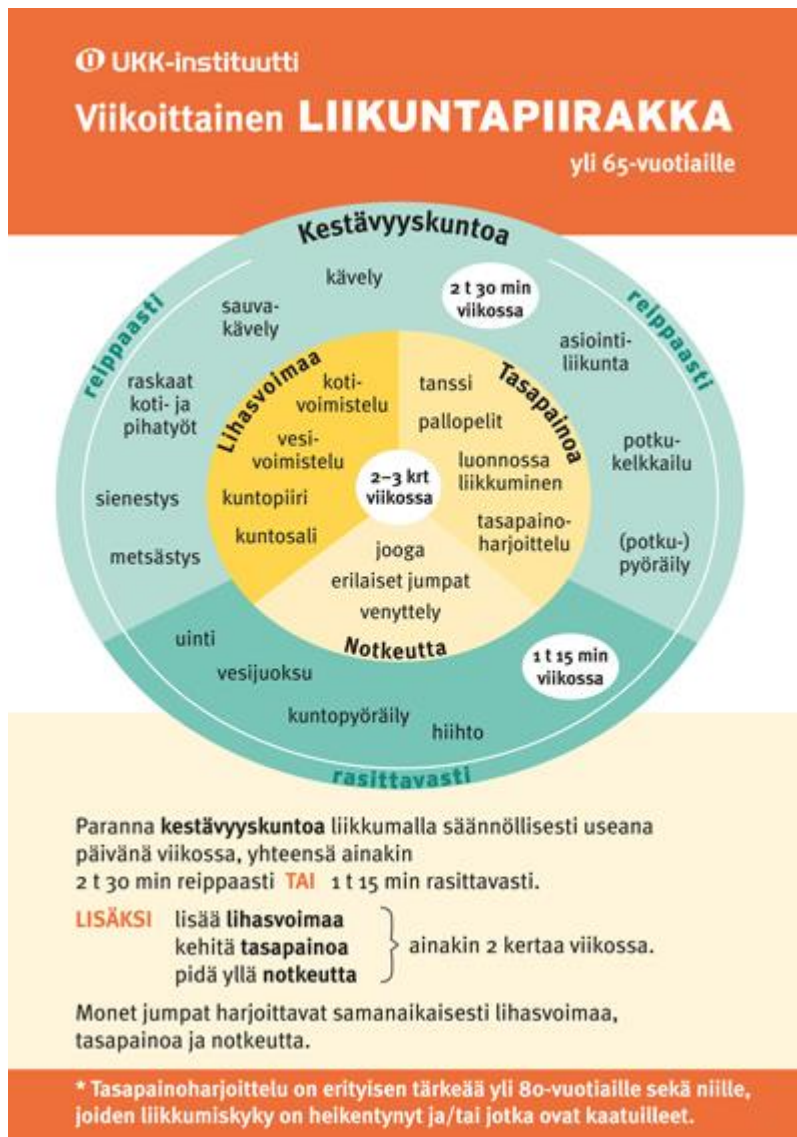 UKK-instituutti
Viikoittainen LIIKUNTAPIIRAKKA
yli 65-vuotiaille
Kestävyyskuntoa
reippaasti
reippaasti
kävely
2 t 30 min
viikossa
sauva-
kävely
asiointi-
liikunta
raskaat
koti- ja
pihatyöt
potku-
kelkkailu
sienestys
metsästys
(potku-)
pyöräily
Lihasvoimaa
koti-
voimistelu
vesi-
voimistelu
kuntopiiri
kuntosali
Tasapainoa
tanssi
pallopelit
luonnossa
liikkuminen
tasapaino-
harjoittelu
2–3 krt
viikossa
jooga
erilaiset jumpat
venyttely
Notkeutta
uinti
vesijuoksu
kuntopyöräily
hiihto
1 t 15 min
viikossa
rasittavasti
Paranna kestävyyskuntoa liikkumalla säännöllisesti useana
päivänä viikossa, yhteensä ainakin
2 t 30 min reippaasti TAI 1 t 15 min rasittavasti.
LISÄKSI lisää lihasvoimaa
kehitä tasapainoa
pidä yllä notkeutta
ainakin 2 kertaa viikossa.
Monet jumpat harjoittavat samanaikaisesti lihasvoimaa,
tasapainoa ja notkeutta.
* Tasapainoharjoittelu on erityisen tärkeää yli 80-vuotiaille sekä niille,
joiden liikkumiskyky on heikentynyt ja/tai jotka ovat kaatuilleet.